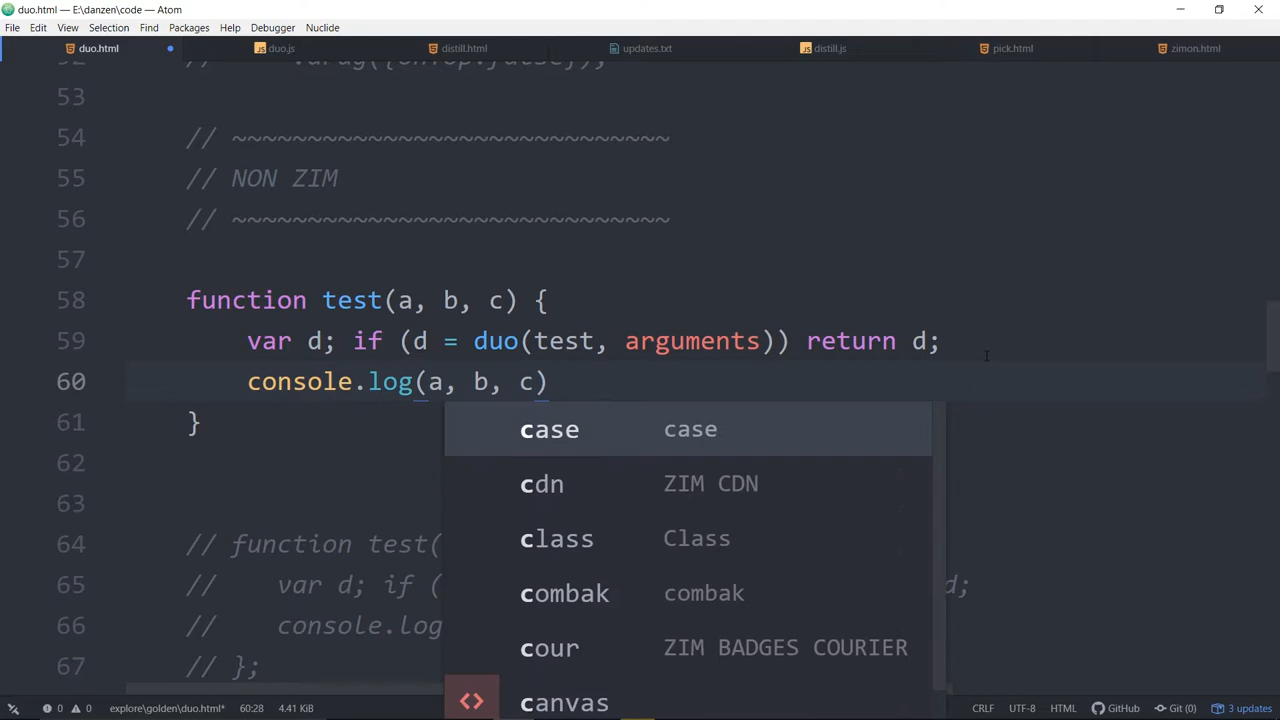 duo.html — E:\danzen\code — Atom
File Edit View Selection Find Packages Help Debugger Nuclide
duo.html duo.js distill.html updates.txt distill.js pick.html zimon.html
53
54 // ~~~~~~~~~~~~~~~~~~~~~~~~~~~~~
55 // NON ZIM
56 // ~~~~~~~~~~~~~~~~~~~~~~~~~~~~~
57
58 function test(a, b, c) {
59 var d; if (d = duo(test, arguments)) return d;
60 console.log(a, b, c)
61 }
62
63
64 // function test(
65 // var d; if ( d;
66 // console.log
67 // };
case case
cdn ZIM CDN
class Class
combak combak
cour ZIM BADGES COURIER
<> canvas
0 0 explore\golden\duo.html* 60:28 4.41 KiB CRLF UTF-8 HTML GitHub Git (0) 3 updates